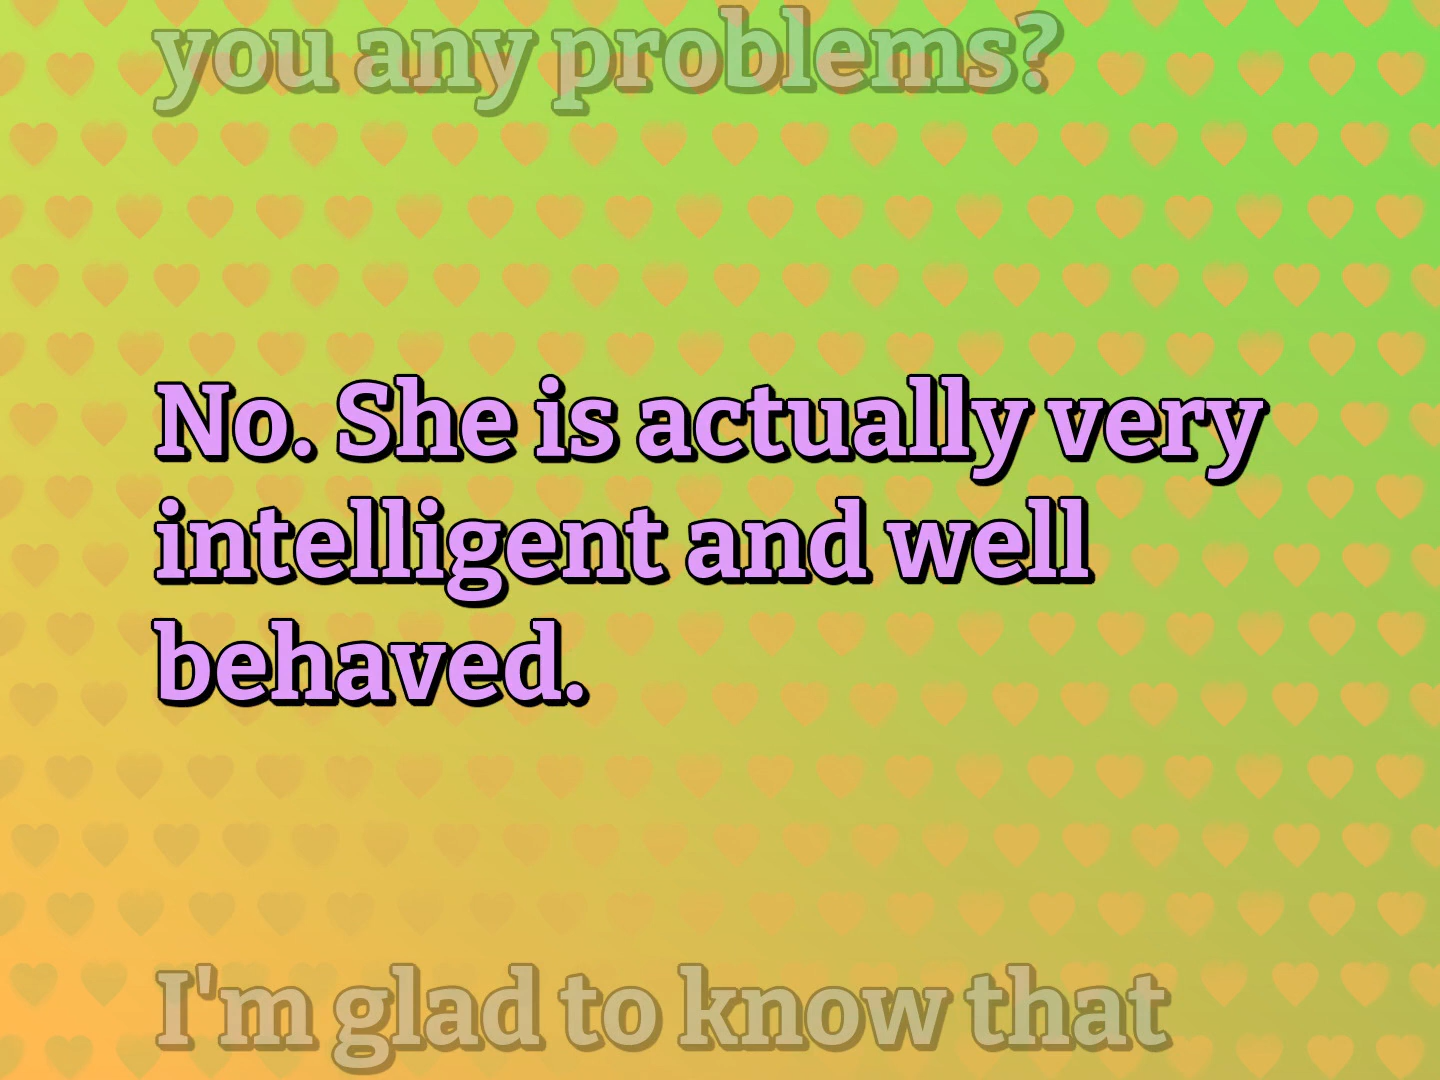 you any problems?
No. She is actually very
intelligent and well
behaved.
I'm glad to know that